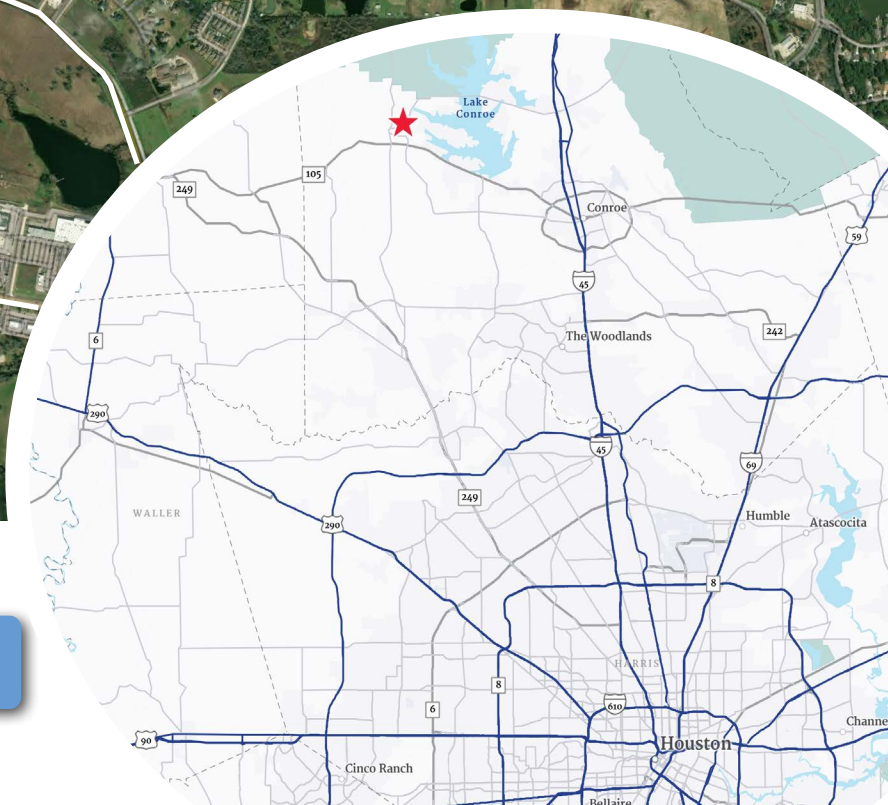 Lake
Conroe
105
249
Conroe
59
45
6
The Woodlands
242
290
45
69
249
WALLER
290
Humble
Atascocita
8
HARRIS
8
610
6
Channe
90
Houston
Cinco Ranch
Bellaire